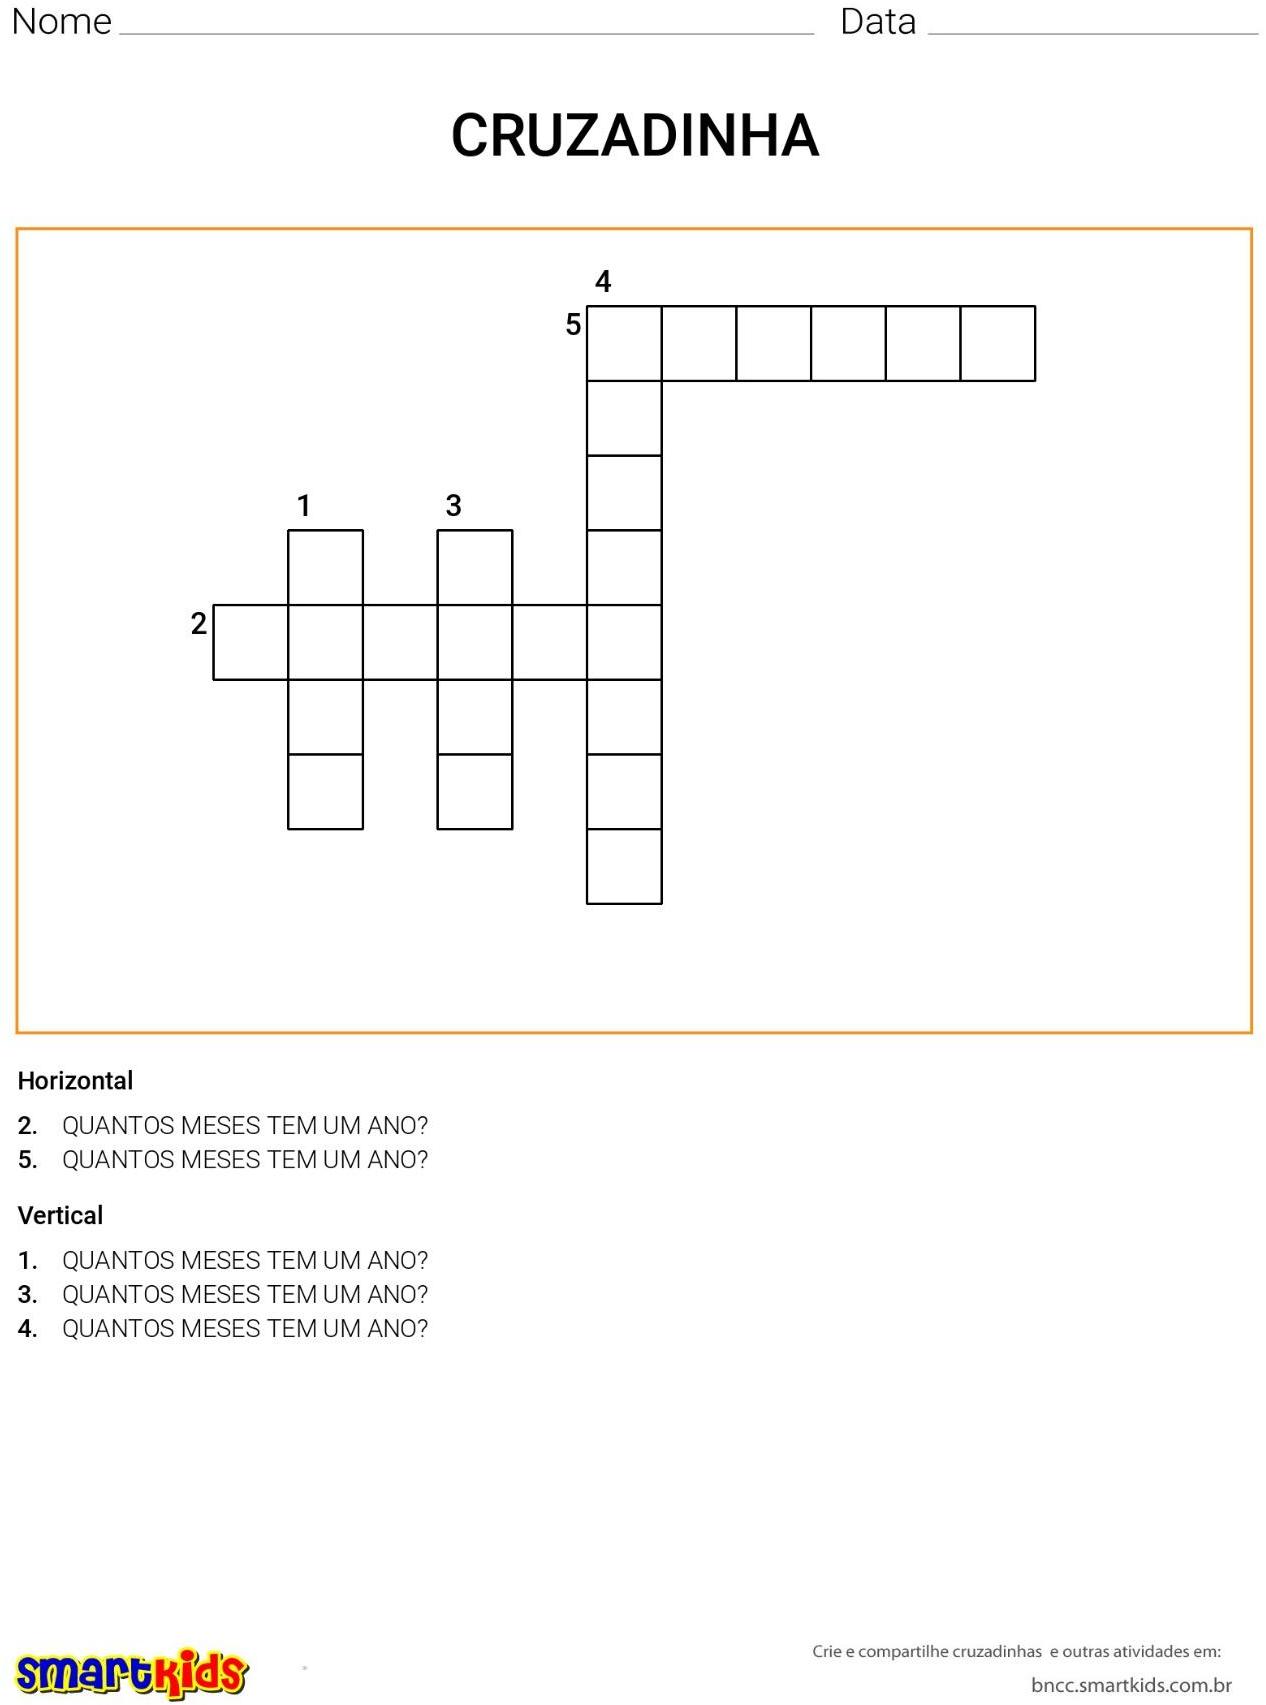 Nome Data
CRUZADINHA
4
5
1 3
2
Horizontal
2. QUANTOS MESES TEM UM ANO?
5. QUANTOS MESES TEM UM ANO?
Vertical
1. QUANTOS MESES TEM UM ANO?
3. QUANTOS MESES TEM UM ANO?
4. QUANTOS MESES TEM UM ANO?
smartkids
Crie e compartilhe cruzadinhas e outras atividades em:
bncc.smartkids.com.br